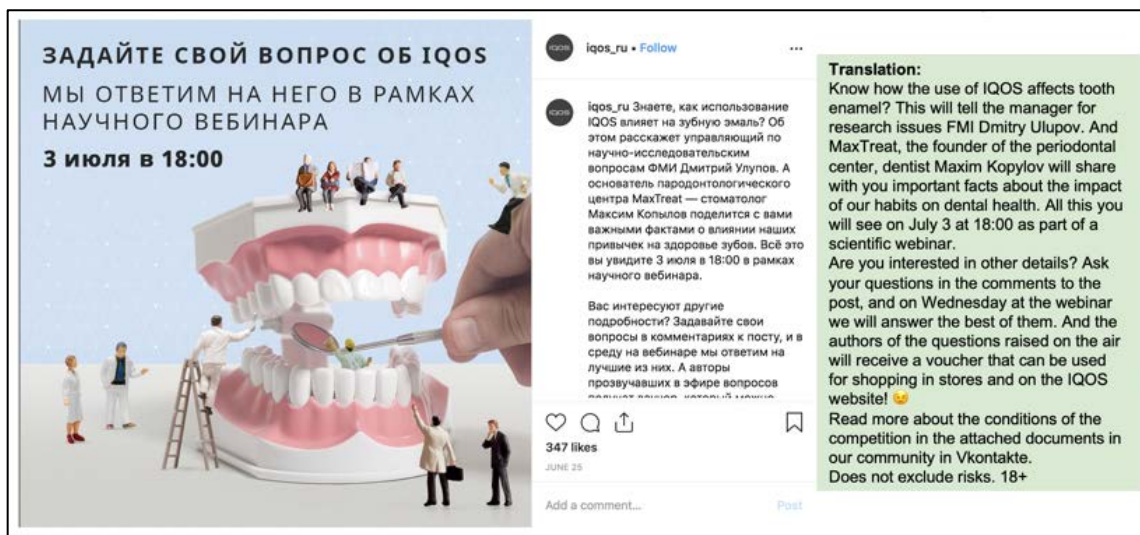 ЗАДАЙТЕ СВОЙ ВОПРОС ОБ IQOS
МЫ ОТВЕТИМ НА НЕГО В РАМКАХ
НАУЧНОГО ВЕБИНАРА
3 июля в 18:00
iqos_ru • Follow
iqos_ru Знаете, как использование
IQOS влияет на зубную эмаль? Об
этом расскажет управляющий по
научно-исследовательским
вопросам ФМИ Дмитрий Улупов. А
основатель пародонтологического
центра MaxTreat — стоматолог
Максим Копылов поделится с вами
важными фактами о влиянии наших
привычек на здоровье зубов. Всё это
вы увидите 3 июля в 18:00 в рамках
научного вебинара.
Вас интересуют другие
подробности? Задавайте свои
вопросы в комментариях к посту, и в
среду на вебинаре мы ответим на
лучшие из них. А авторы
прозвучавших в эфире вопросов
347 likes
JUNE 25
Add a comment...
Post
Translation:
Know how the use of IQOS affects tooth
enamel? This will tell the manager for
research issues FMI Dmitry Ulupov. And
MaxTreat, the founder of the periodontal
center, dentist Maxim Kopylov will share
with you important facts about the impact
of our habits on dental health. All this you
will see on July 3 at 18:00 as part of a
scientific webinar.
Are you interested in other details? Ask
your questions in the comments to the
post, and on Wednesday at the webinar
we will answer the best of them. And the
authors of the questions raised on the air
will receive a voucher that can be used
for shopping in stores and on the IQOS
website! 😉
Read more about the conditions of the
competition in the attached documents in
our community in Vkontakte.
Does not exclude risks. 18+